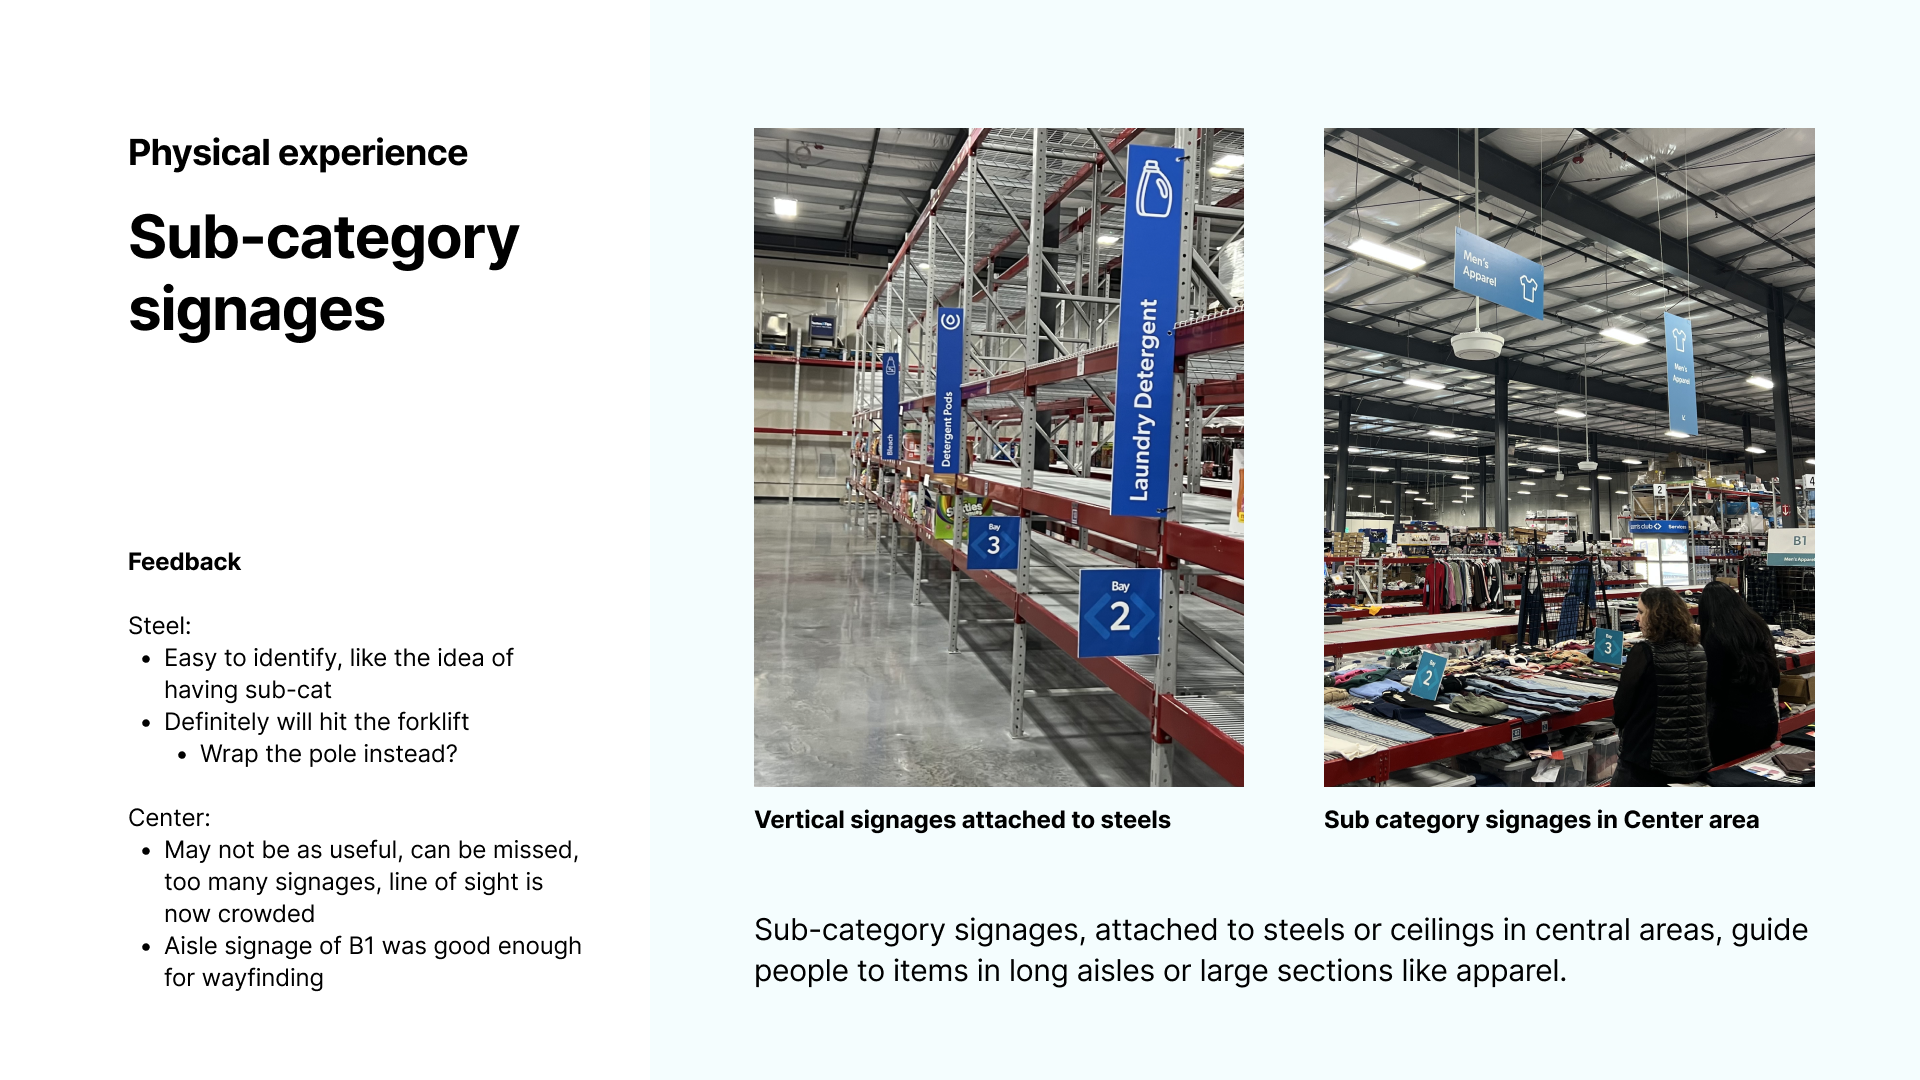 Physical experience
Sub-category
signages
Feedback
Steel:
• Easy to identify, like the idea of
having sub-cat
• Definitely will hit the forklift
• Wrap the pole instead?
Center:
• May not be as useful, can be missed,
too many signages, line of sight is
now crowded
• Aisle signage of B1 was good enough
for wayfinding
Laundry Detergent
Detergent Pods
Bleach
Bay
3
Bay
2
Vertical signages attached to steels
Men's
Apparel
Men's
Apparel
2
4
club
Services
B1
Men's Apparel
Bay
3
Bay
2
Sub category signages in Center area
Sub-category signages, attached to steels or ceilings in central areas, guide
people to items in long aisles or large sections like apparel.